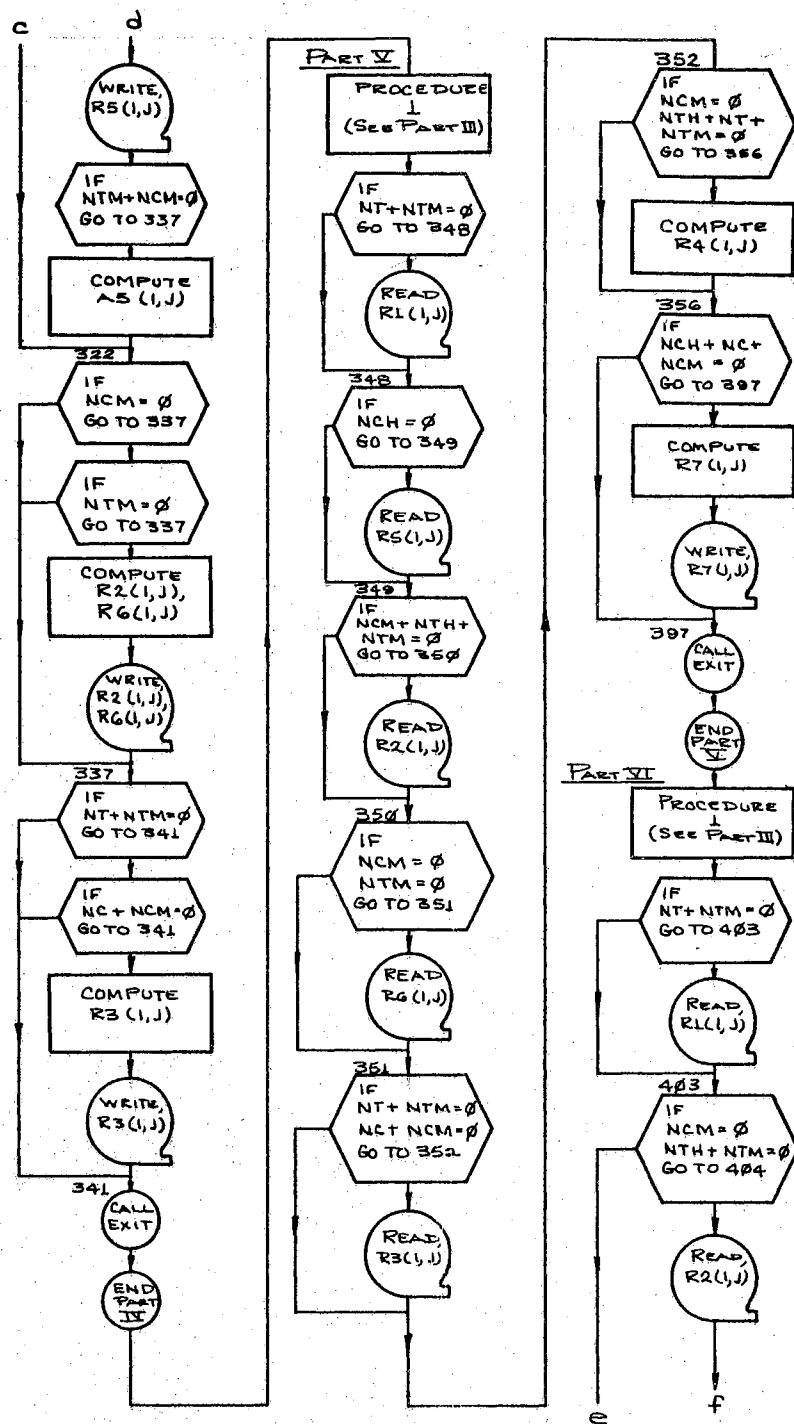 c
d
WRITE,
R5(I,J)
IF
NTM+NCM=Ø
GO TO 337
COMPUTE
A5 (I,J)
322
IF
NCM = Ø
GO TO 337
IF
NTM = Ø
GO TO 337
COMPUTE
R2(I,J),
R6(I,J)
WRITE,
R2(I,J),
R6(I,J)
337
IF
NT+NTM=Ø
GO TO 341
IF
NC + NCM=Ø
GO TO 341
COMPUTE
R3 (I,J)
WRITE,
R3(I,J)
341
CALL
EXIT
END
PART
IV
PART V
PROCEDURE
1
(SEE PART III)
IF
NT+NTM=Ø
GO TO 348
READ
R1(I,J)
348
IF
NCH = Ø
GO TO 349
READ
R5(I,J)
349
IF
NCM+NTH+
NTM = Ø
GO TO 35Ø
READ
R2(I,J)
35Ø
IF
NCM = Ø
NTM = Ø
GO TO 351
READ
R6(I,J)
351
IF
NT + NTM=Ø
NC+ NCM=Ø
GO TO 352
READ,
R3(I,J)
352
IF
NCM = Ø
NTH+NT+
NTM = Ø
GO TO 356
COMPUTE
R4(I,J)
356
IF
NCH + NC+
NCM = Ø
GO TO 397
COMPUTE
R7(I,J)
WRITE,
R7(I,J)
397
CALL
EXIT
END
PART
V
PART VI
PROCEDURE
1
(SEE PART III)
IF
NT+NTM=Ø
GO TO 4Ø3
READ,
R1(I,J)
4Ø3
IF
NCM = Ø
NTH+NTM=Ø
GO TO 4Ø4
READ,
R2(I,J)
e
f